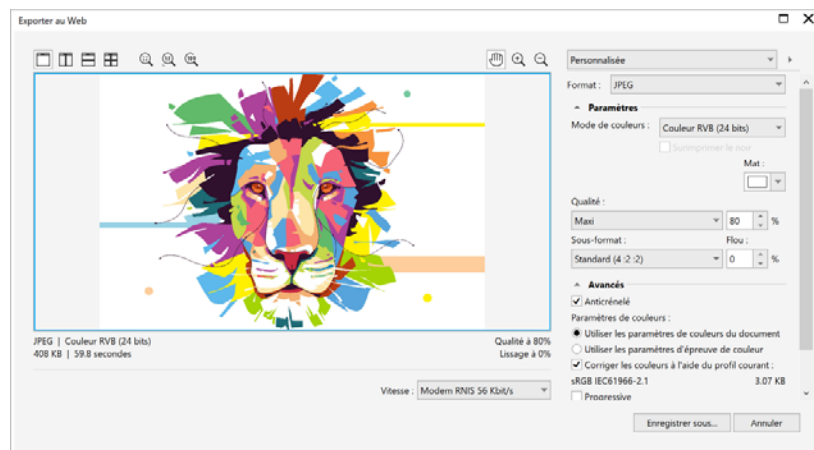 Exporter au Web
Personnalisée
Format : JPEG
Paramètres
Mode de couleurs : Couleur RVB (24 bits)
Surimprimer le noir
Mat :
Qualité :
Maxi 80 %
Sous-format : Flou :
Standard (4 :2 :2) 0 %
Avancés
Anticrénelé
Paramètres de couleurs :
Utiliser les paramètres de couleurs du document
Utiliser les paramètres d'épreuve de couleur
Corriger les couleurs à l'aide du profil courant :
sRGB IEC61966-2.1 3.07 KB
Progressive
JPEG | Couleur RVB (24 bits) Qualité à 80%
408 KB | 59.8 secondes Lissage à 0%
Vitesse : Modem RNIS 56 Kbit/s
Enregistrer sous... Annuler